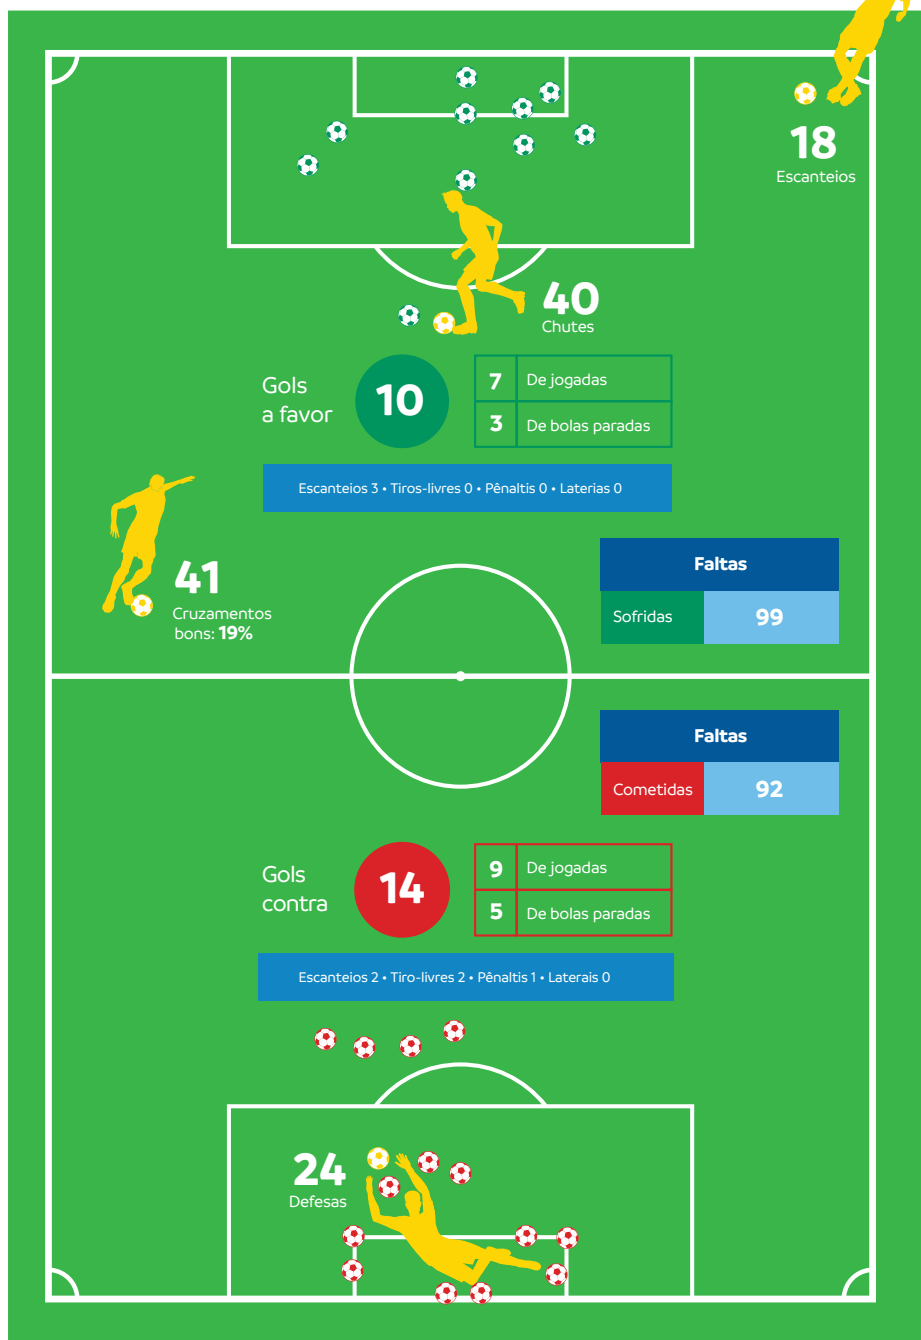 18
Escanteios
40
Chutes
Gols
a favor
10
7 De jogadas
3 De bolas paradas
Escanteios 3 • Tiros-livres 0 • Pênaltis 0 • Laterias 0
41
Cruzamentos
bons: 19%
Faltas
Sofridas 99
Faltas
Cometidas 92
Gols
contra
14
9 De jogadas
5 De bolas paradas
Escanteios 2 • Tiro-livres 2 • Pênaltis 1 • Laterais 0
24
Defesas